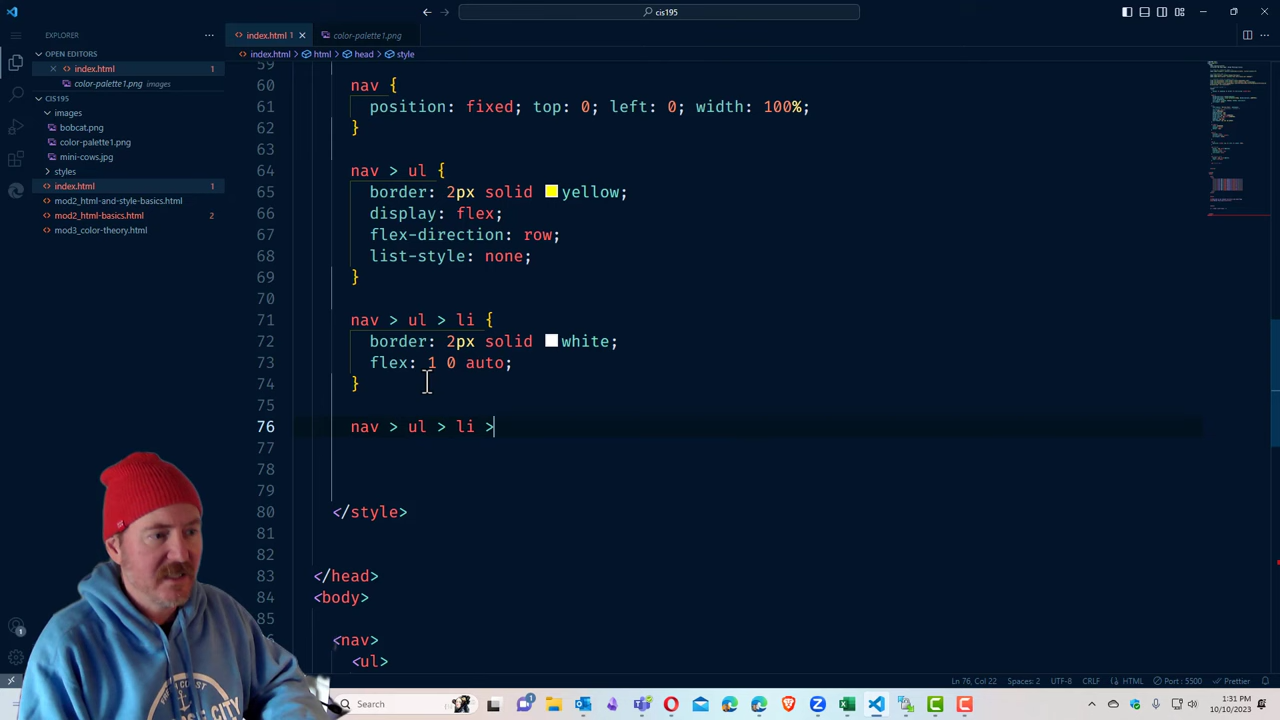 cis195
EXPLORER
index.html 1
color-palette1.png
index.html > html > head > style
OPEN EDITORS
index.html 1
color-palette1.png images
CIS195
images
bobcat.png
color-palette1.png
mini-cows.jpg
styles
index.html 1
mod2_html-and-style-basics.html
mod2_html-basics.html 2
mod3_color-theory.html
59
60 nav {
61 position: fixed; top: 0; left: 0; width: 100%;
62 }
63
64 nav > ul {
65 border: 2px solid yellow;
66 display: flex;
67 flex-direction: row;
68 list-style: none;
69 }
70
71 nav > ul > li {
72 border: 2px solid white;
73 flex: 1 0 auto;
74 }
75
76 nav > ul > li >
77
78
79
80 </style>
81
82
83 </head>
84 <body>
85
<nav>
<ul>
Ln 76, Col 22
Spaces: 2
UTF-8
CRLF
HTML
Port : 5500
Prettier
Search
1:31 PM
10/10/2023